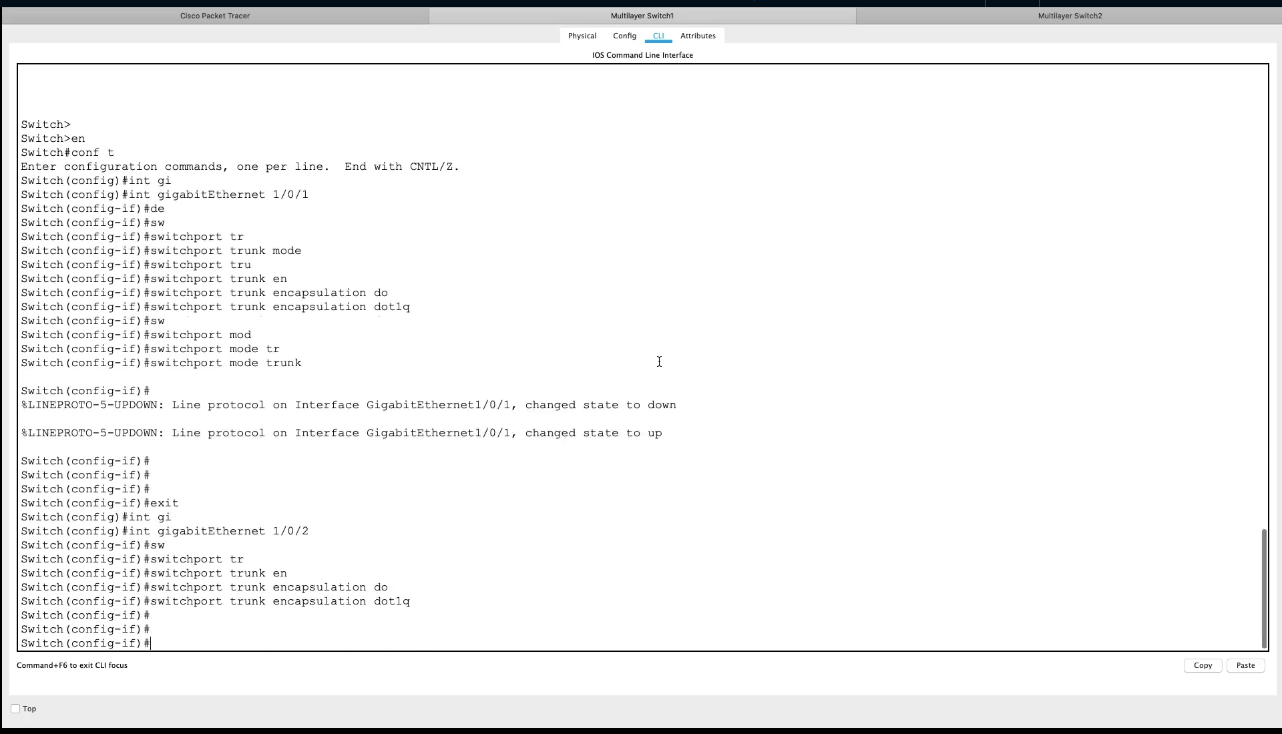 Cisco Packet Tracer
Multilayer Switch1
Multilayer Switch2
Physical Config CLI Attributes
IOS Command Line Interface
Switch>
Switch>en
Switch#conf t
Enter configuration commands, one per line.  End with CNTL/Z.
Switch(config)#int gi
Switch(config)#int gigabitEthernet 1/0/1
Switch(config-if)#de
Switch(config-if)#sw
Switch(config-if)#switchport tr
Switch(config-if)#switchport trunk mode
Switch(config-if)#switchport tru
Switch(config-if)#switchport trunk en
Switch(config-if)#switchport trunk encapsulation do
Switch(config-if)#switchport trunk encapsulation dot1q
Switch(config-if)#sw
Switch(config-if)#switchport mod
Switch(config-if)#switchport mode tr
Switch(config-if)#switchport mode trunk
Switch(config-if)#
%LINEPROTO-5-UPDOWN: Line protocol on Interface GigabitEthernet1/0/1, changed state to down
%LINEPROTO-5-UPDOWN: Line protocol on Interface GigabitEthernet1/0/1, changed state to up
Switch(config-if)#
Switch(config-if)#
Switch(config-if)#
Switch(config-if)#exit
Switch(config)#int gi
Switch(config)#int gigabitEthernet 1/0/2
Switch(config-if)#sw
Switch(config-if)#switchport tr
Switch(config-if)#switchport trunk en
Switch(config-if)#switchport trunk encapsulation do
Switch(config-if)#switchport trunk encapsulation dot1q
Switch(config-if)#
Switch(config-if)#
Switch(config-if)#
Command+F6 to exit CLI focus
Copy Paste
Top